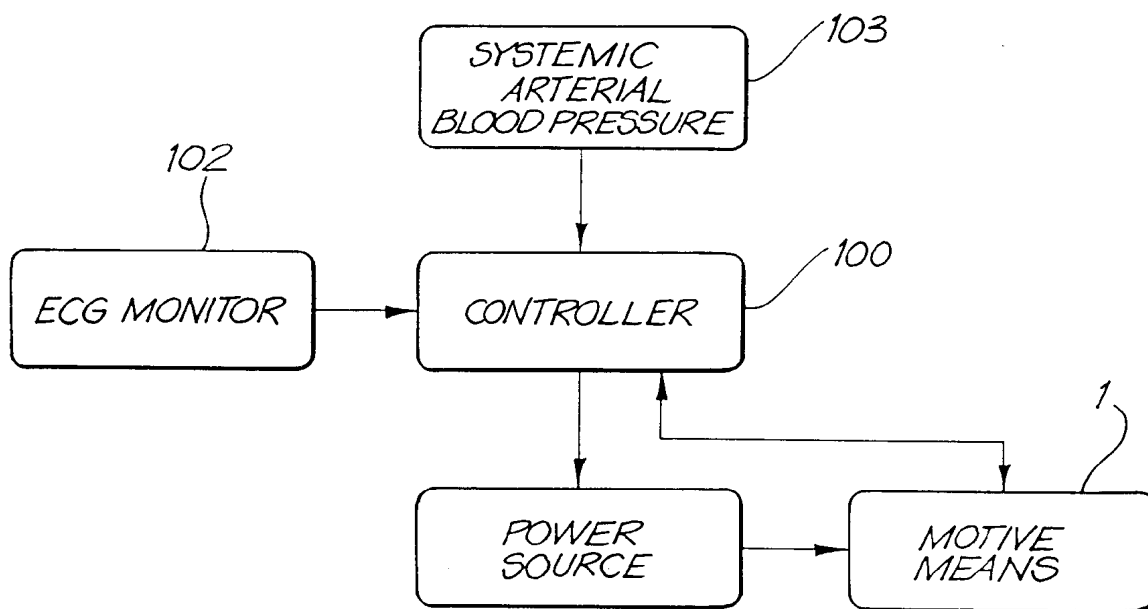 103
SYSTEMIC
ARTERIAL
BLOOD PRESSURE
102
100
ECG MONITOR
CONTROLLER
1
POWER
SOURCE
MOTIVE
MEANS